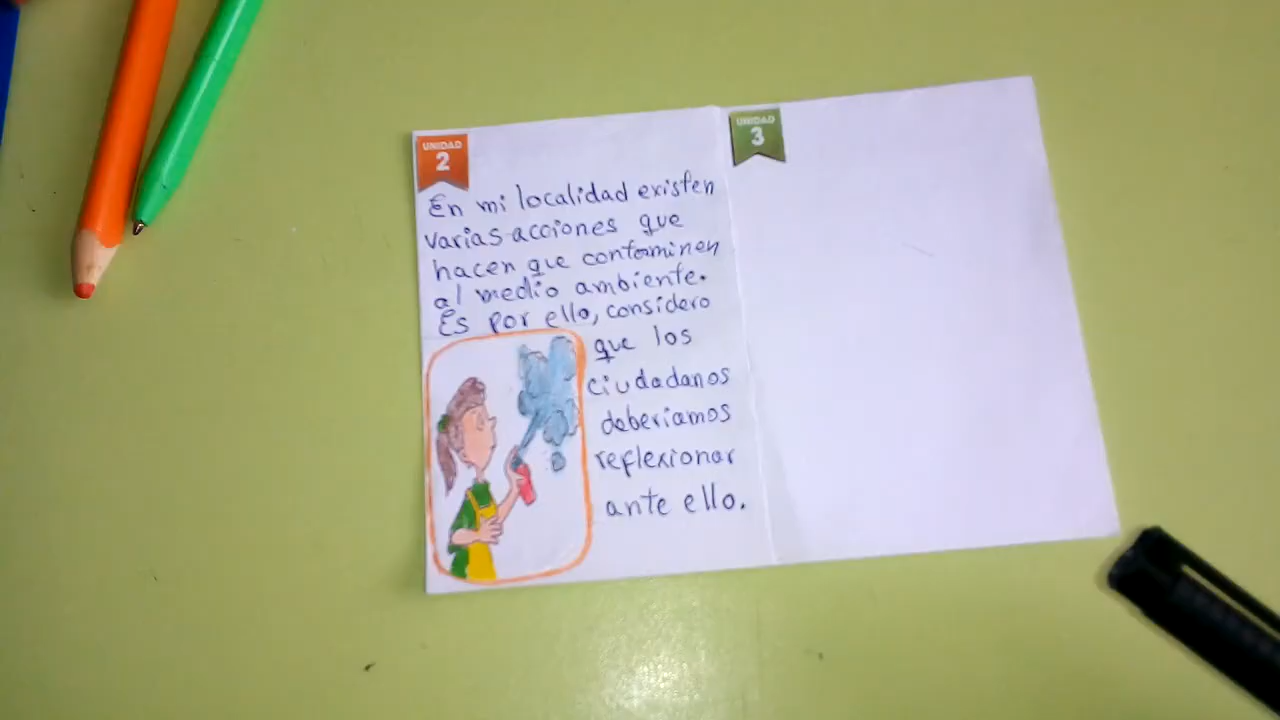 UNIDAD
2
En mi localidad existen
varias acciones que
hacen que contaminen
al medio ambiente.
Es por ello, considero
que los
ciudadanos
deberiamos
reflexionar
ante ello.
UNIDAD
3